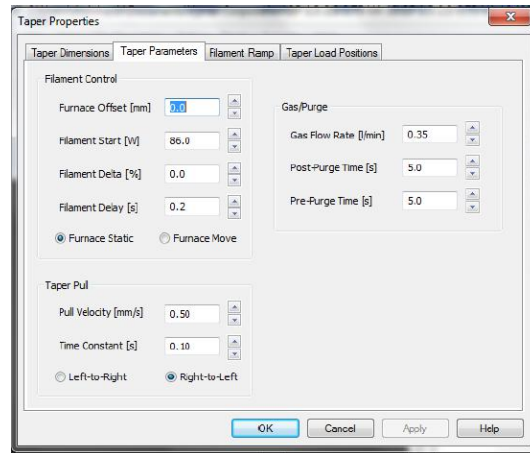 Taper Properties
Taper Dimensions Taper Parameters Filament Ramp Taper Load Positions
Filament Control
Furnace Offset [mm] 0.0
Filament Start [W] 86.0
Filament Delta [%] 0.0
Filament Delay [s] 0.2
Furnace Static Furnace Move
Gas/Purge
Gas Flow Rate [l/min] 0.35
Post-Purge Time [s] 5.0
Pre-Purge Time [s] 5.0
Taper Pull
Pull Velocity [mm/s] 0.50
Time Constant [s] 0.10
Left-to-Right Right-to-Left
OK Cancel Apply Help